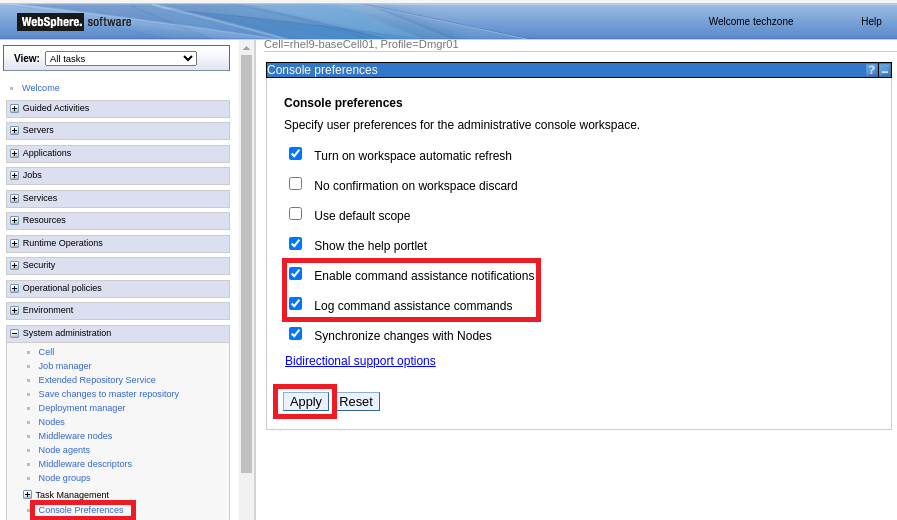 WebSphere. software
Welcome techzone
Help
View: All tasks
Cell=rhel9-baseCell01, Profile=Dmgr01
Welcome
Guided Activities
Servers
Applications
Jobs
Services
Resources
Runtime Operations
Security
Operational policies
Environment
System administration
Cell
Job manager
Extended Repository Service
Save changes to master repository
Deployment manager
Nodes
Middleware nodes
Node agents
Middleware descriptors
Node groups
Task Management
Console Preferences
Console preferences
?
Console preferences
Specify user preferences for the administrative console workspace.
Turn on workspace automatic refresh
No confirmation on workspace discard
Use default scope
Show the help portlet
Enable command assistance notifications
Log command assistance commands
Synchronize changes with Nodes
Bidirectional support options
Apply Reset